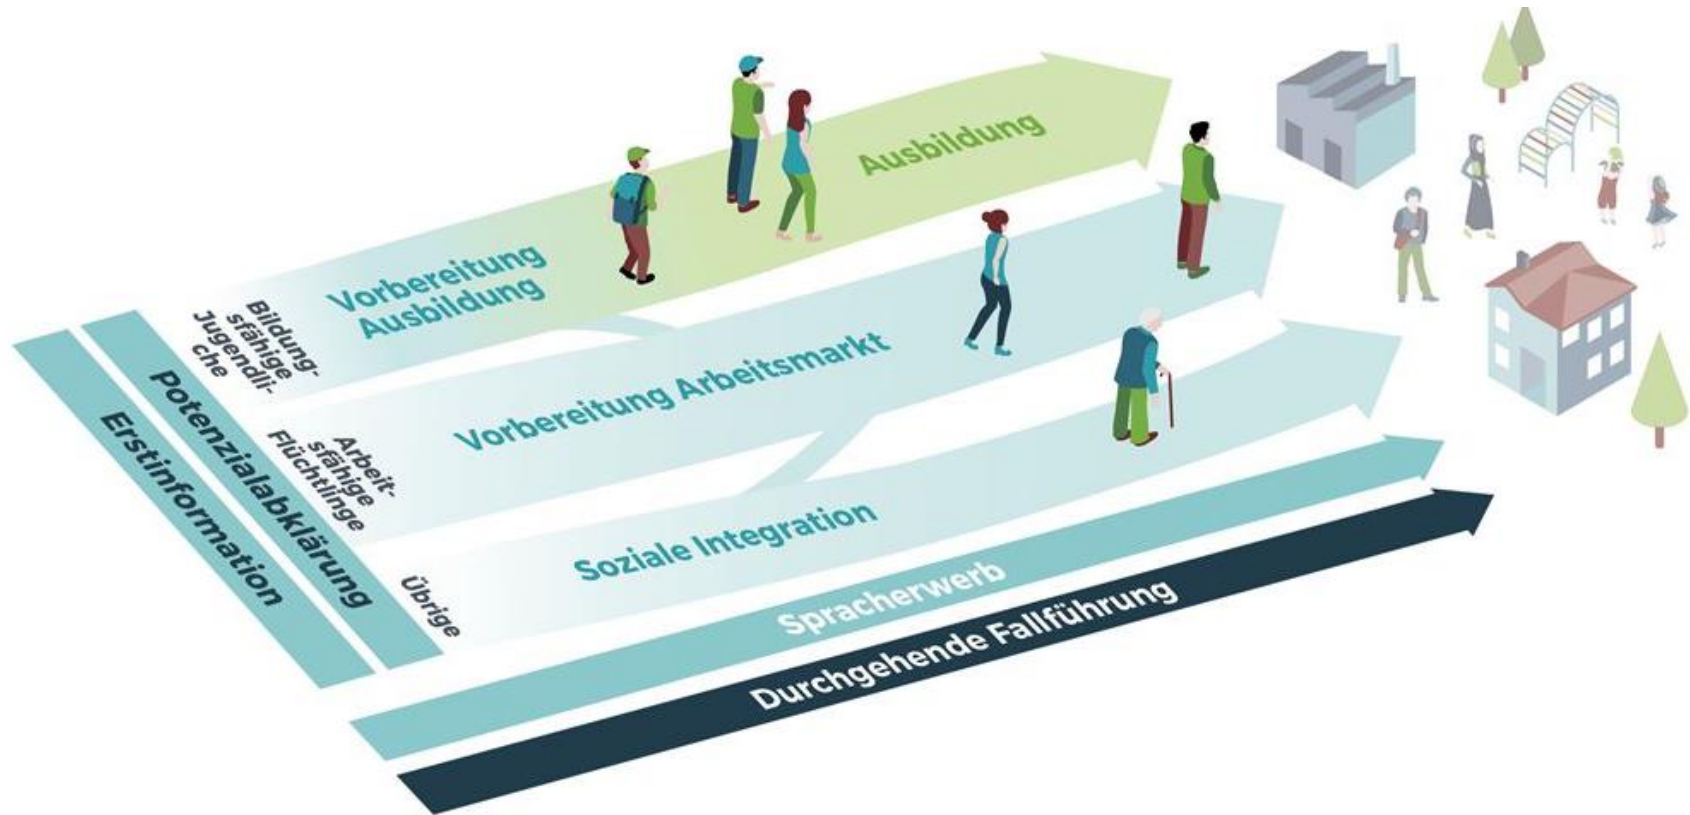 Erstinformation
Potenzialabklärung
Bildung-
sfähige
Jugendli-
che
Vorbereitung
Ausbildung
Ausbildung
Arbeit-
sfähige
Flüchtlinge
Vorbereitung Arbeitsmarkt
Übrige
Soziale Integration
Spracherwerb
Durchgehende Fallführung